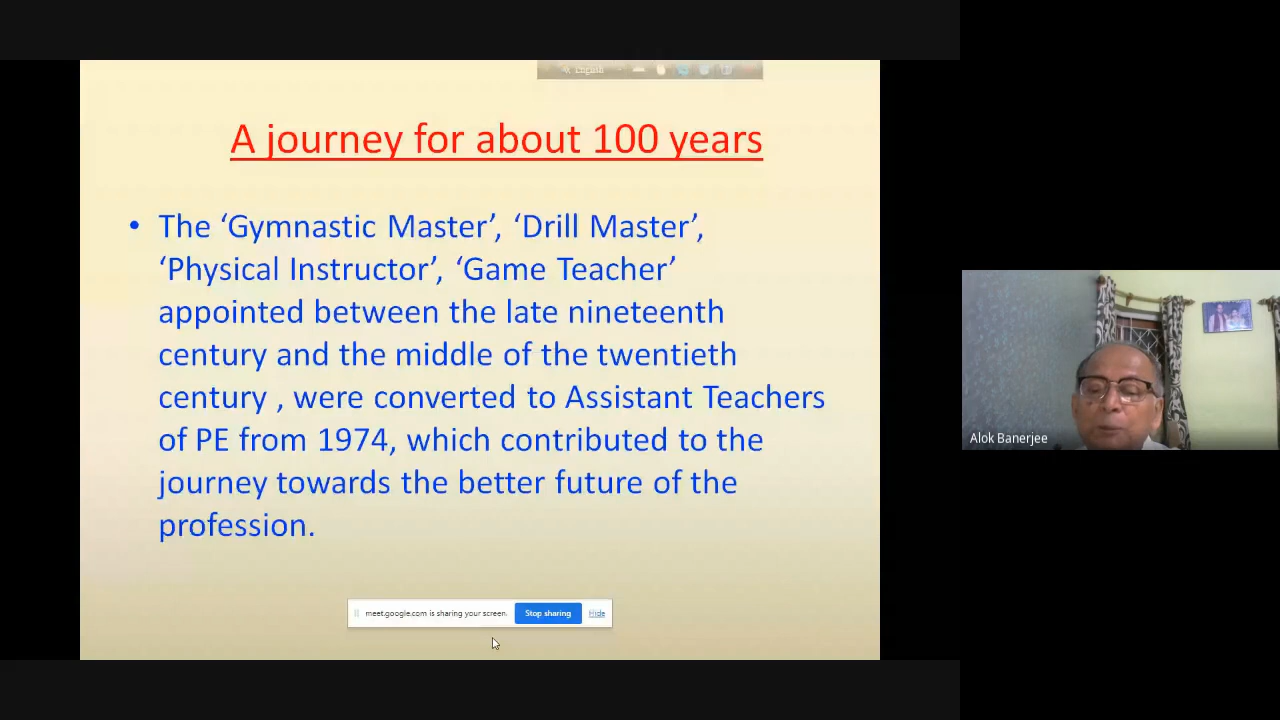 English
A journey for about 100 years
• The ‘Gymnastic Master’, ‘Drill Master’,
‘Physical Instructor’, ‘Game Teacher’
appointed between the late nineteenth
century and the middle of the twentieth
century , were converted to Assistant Teachers
of PE from 1974, which contributed to the
journey towards the better future of the
profession.
meet.google.com is sharing your screen.
Stop sharing
Hide
Alok Banerjee